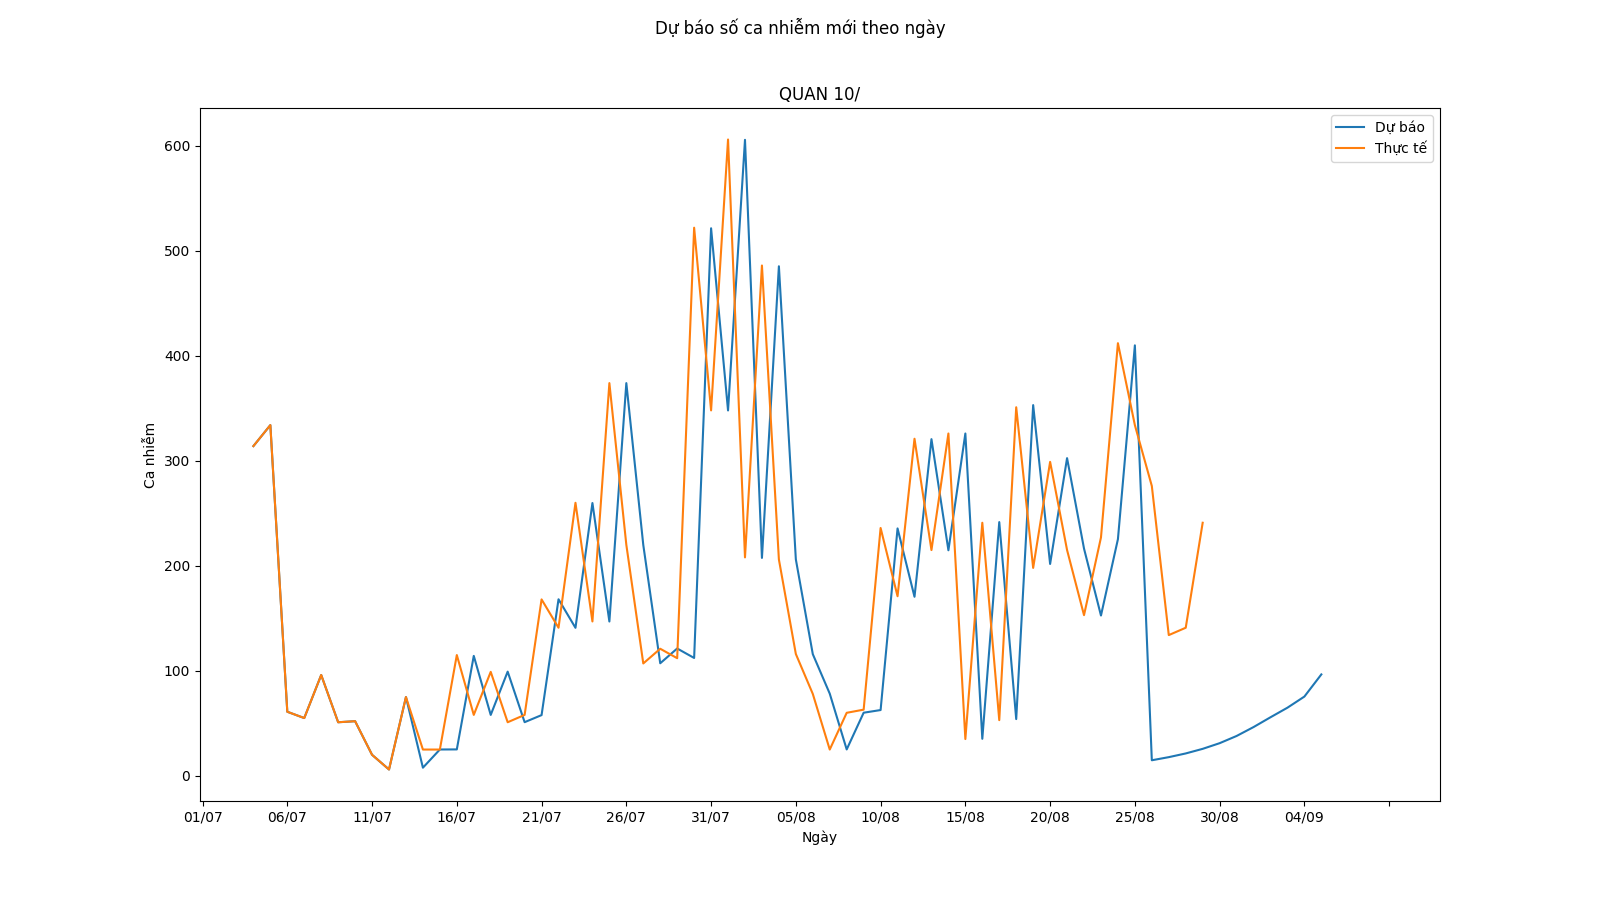 Dự báo số ca nhiễm mới theo ngày
QUAN 10/
Dự báo
Thực tế
600
500
400
300
200
100
0
Ca nhiễm
01/07 06/07 11/07 16/07 21/07 26/07 31/07 05/08 10/08 15/08 20/08 25/08 30/08 04/09
Ngày